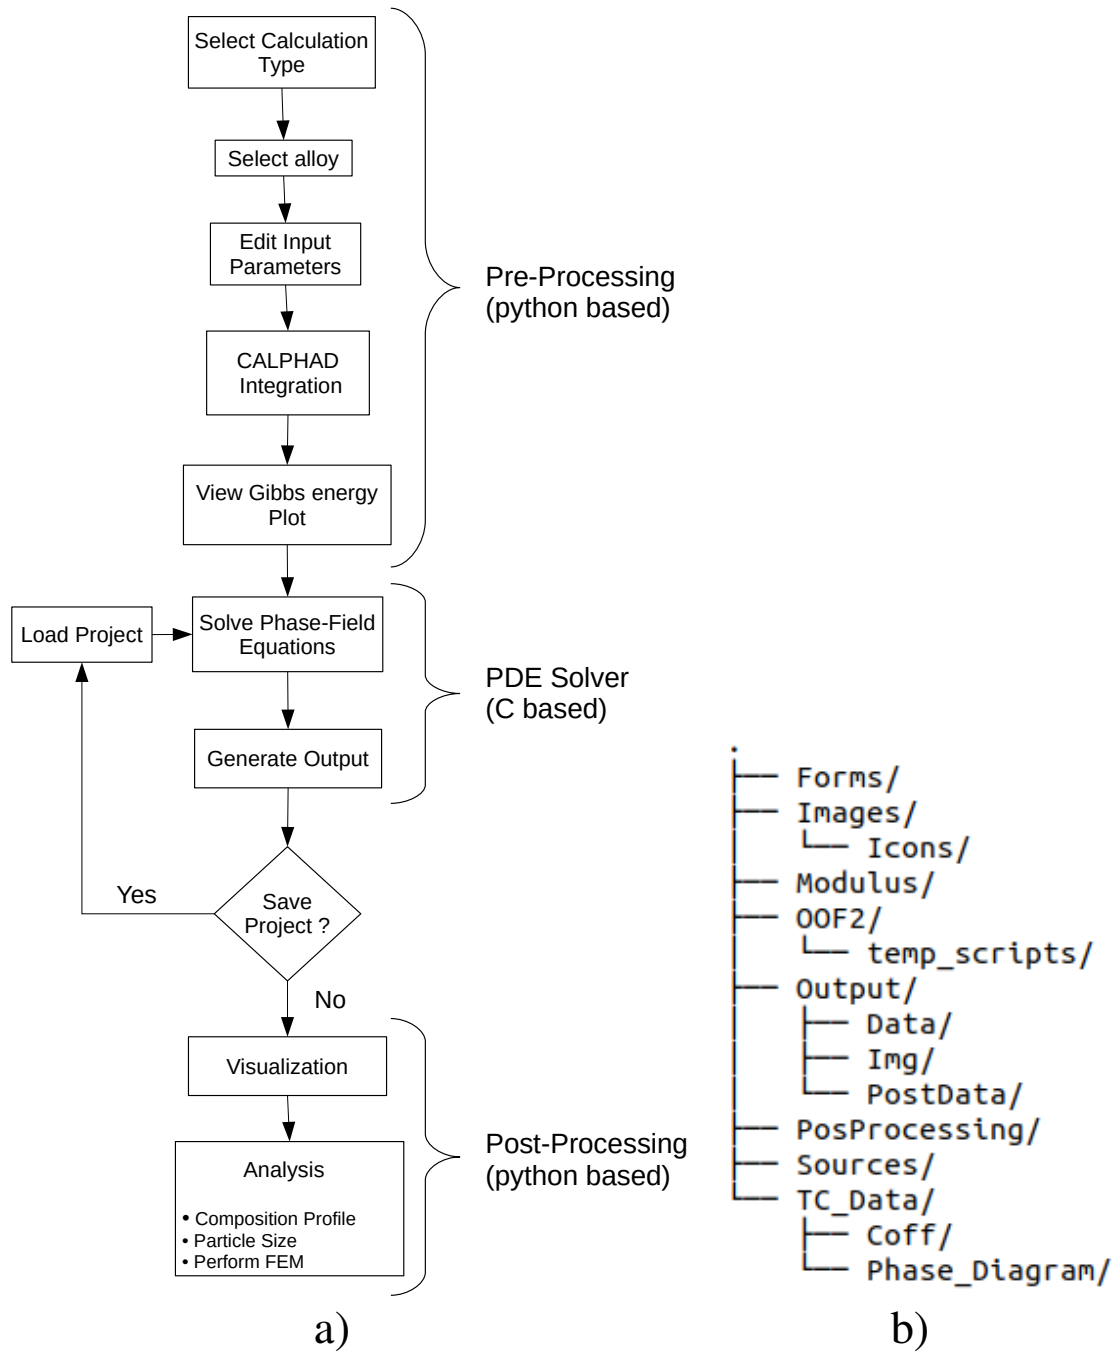 Select Calculation
Type
Select alloy
Edit Input
Parameters
CALPHAD
Integration
View Gibbs energy
Plot
Pre-Processing
(python based)
Load Project
Solve Phase-Field
Equations
Generate Output
PDE Solver
(C based)
Yes
Save
Project ?
No
Visualization
Analysis
• Composition Profile
• Particle Size
• Perform FEM
Post-Processing
(python based)
a)
.
├── Forms/
├── Images/
│   └── Icons/
├── Modulus/
├── OOF2/
│   └── temp_scripts/
├── Output/
│   ├── Data/
│   ├── Img/
│   └── PostData/
├── PosProcessing/
├── Sources/
└── TC_Data/
    ├── Coff/
    └── Phase_Diagram/
b)